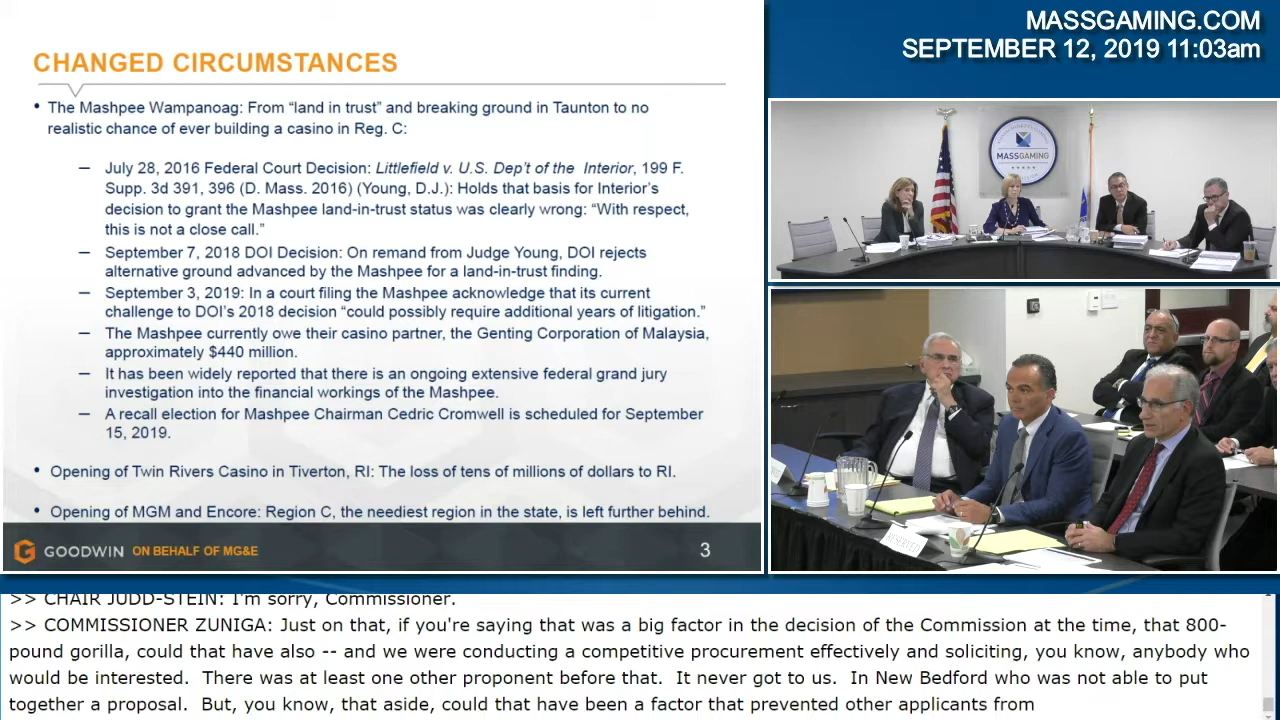 MASSGAMING.COM
SEPTEMBER 12, 2019 11:03am
CHANGED CIRCUMSTANCES
• The Mashpee Wampanoag: From “land in trust” and breaking ground in Taunton to no
realistic chance of ever building a casino in Reg. C:
– July 28, 2016 Federal Court Decision: Littlefield v. U.S. Dep’t of the Interior, 199 F.
Supp. 3d 391, 396 (D. Mass. 2016) (Young, D.J.): Holds that basis for Interior’s
decision to grant the Mashpee land-in-trust status was clearly wrong: “With respect,
this is not a close call.”
– September 7, 2018 DOI Decision: On remand from Judge Young, DOI rejects
alternative ground advanced by the Mashpee for a land-in-trust finding.
– September 3, 2019: In a court filing the Mashpee acknowledge that its current
challenge to DOI’s 2018 decision “could possibly require additional years of litigation.”
– The Mashpee currently owe their casino partner, the Genting Corporation of Malaysia,
approximately $440 million.
– It has been widely reported that there is an ongoing extensive federal grand jury
investigation into the financial workings of the Mashpee.
– A recall election for Mashpee Chairman Cedric Cromwell is scheduled for September
15, 2019.
• Opening of Twin Rivers Casino in Tiverton, RI: The loss of tens of millions of dollars to RI.
• Opening of MGM and Encore: Region C, the neediest region in the state, is left further behind.
GOODWIN ON BEHALF OF MG&E
3
MASSGAMING
RESERVED
>> CHAIR JUDD-STEIN: I'm sorry, Commissioner.
>> COMMISSIONER ZUNIGA: Just on that, if you're saying that was a big factor in the decision of the Commission at the time, that 800-
pound gorilla, could that have also -- and we were conducting a competitive procurement effectively and soliciting, you know, anybody who
would be interested. There was at least one other proponent before that. It never got to us. In New Bedford who was not able to put
together a proposal. But, you know, that aside, could that have been a factor that prevented other applicants from